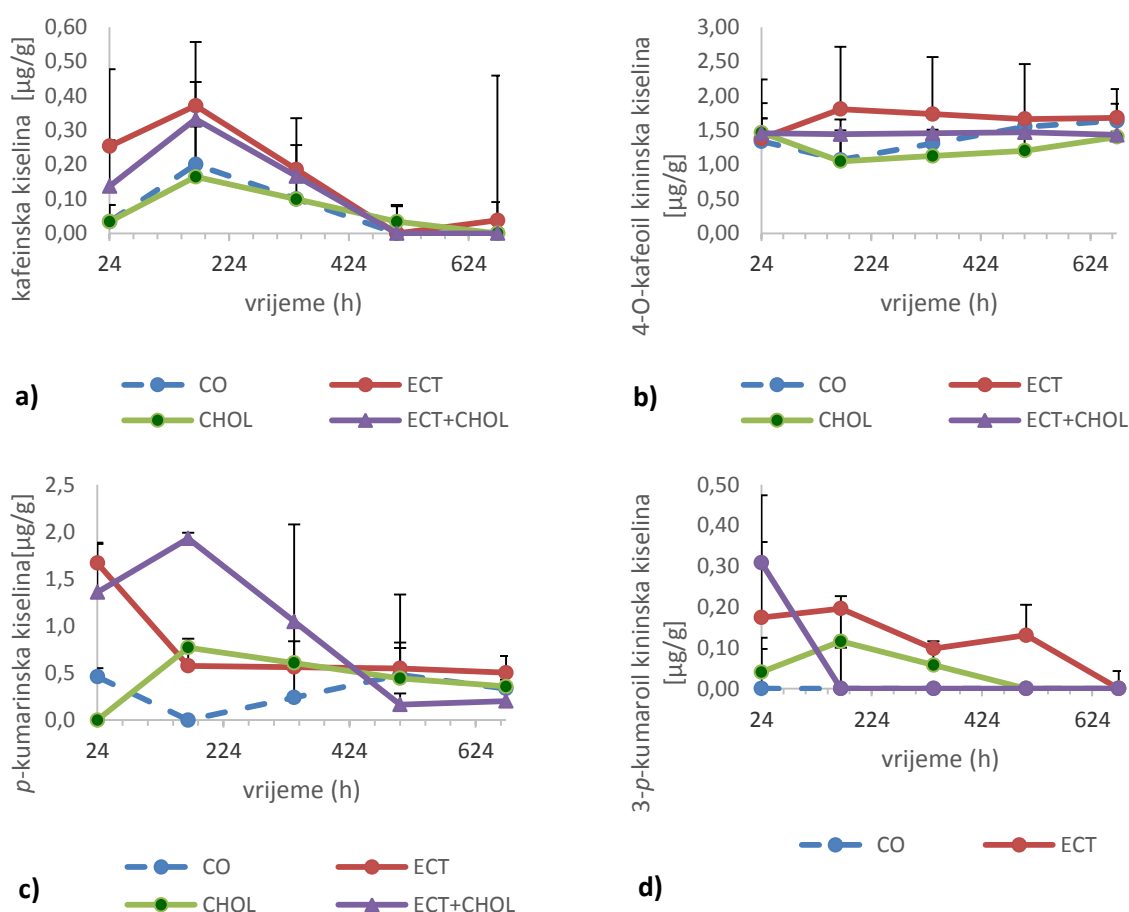 kafeinska kiselina [µg/g]
0,60
0,50
0,40
0,30
0,20
0,10
0,00
24 224 424 624
vrijeme (h)
CO ECT
CHOL ECT+CHOL
a)
4-O-kafeoil kininska kiselina
[µg/g]
3,00
2,50
2,00
1,50
1,00
0,50
0,00
24 224 424 624
vrijeme (h)
CO ECT
CHOL ECT+CHOL
b)
p-kumarinska kiselina[µg/g]
2,5
2,0
1,5
1,0
0,5
0,0
24 224 424 624
vrijeme (h)
CO ECT
CHOL ECT+CHOL
c)
3-p-kumaroil kininska kiselina
[µg/g]
0,50
0,40
0,30
0,20
0,10
0,00
24 224 424 624
vrijeme (h)
CO ECT
d)